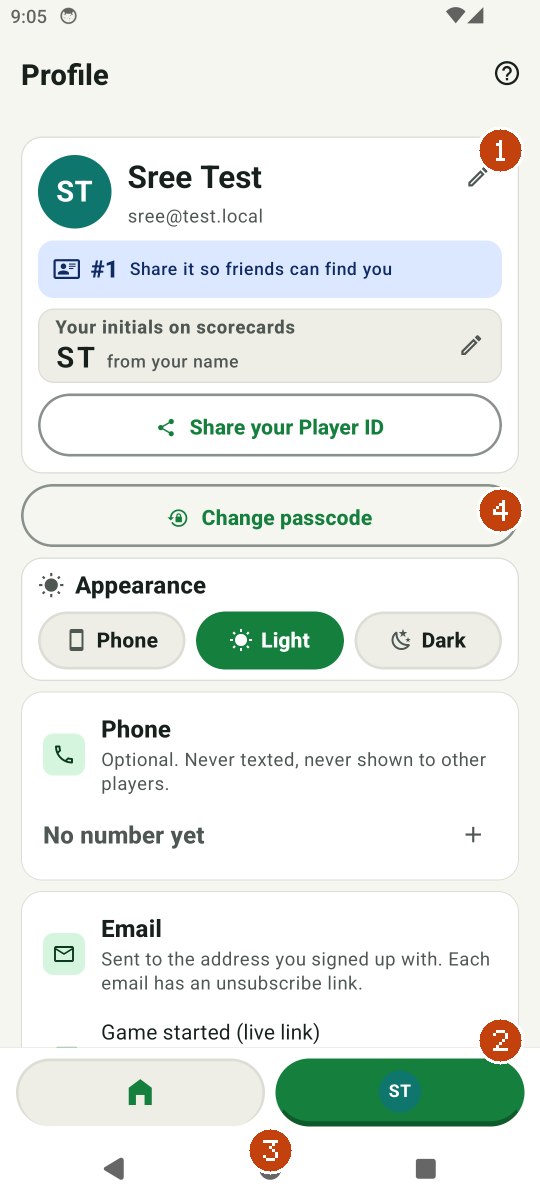 9:05
Profile
1
ST
Sree Test
sree@test.local
#1 Share it so friends can find you
Your initials on scorecards
ST from your name
Share your Player ID
Change passcode
4
Appearance
Phone
Light
Dark
Phone
Optional. Never texted, never shown to other
players.
No number yet
Email
Sent to the address you signed up with. Each
email has an unsubscribe link.
Game started (live link)
2
ST
3